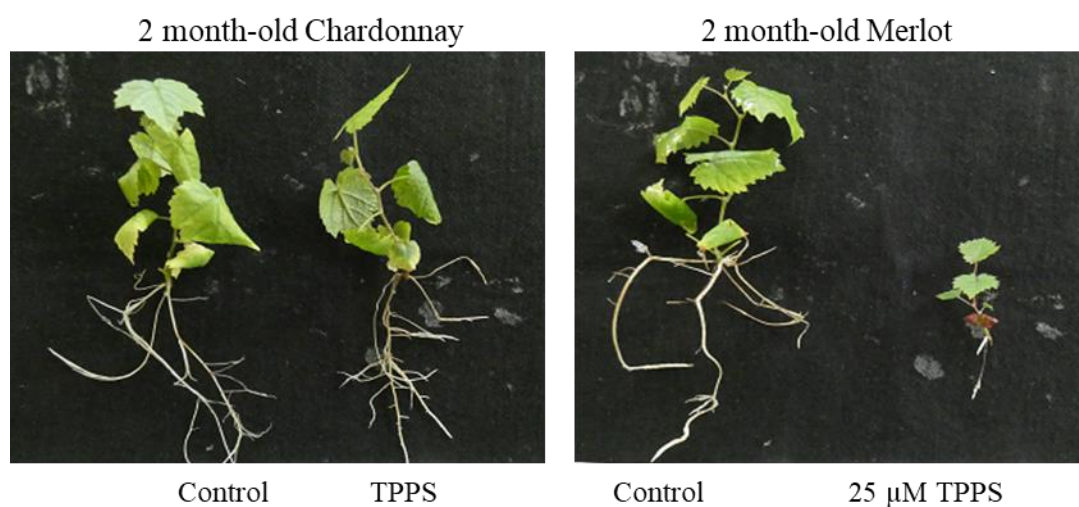 2 month-old Chardonnay
2 month-old Merlot
Control
TPPS
Control
25 µM TPPS